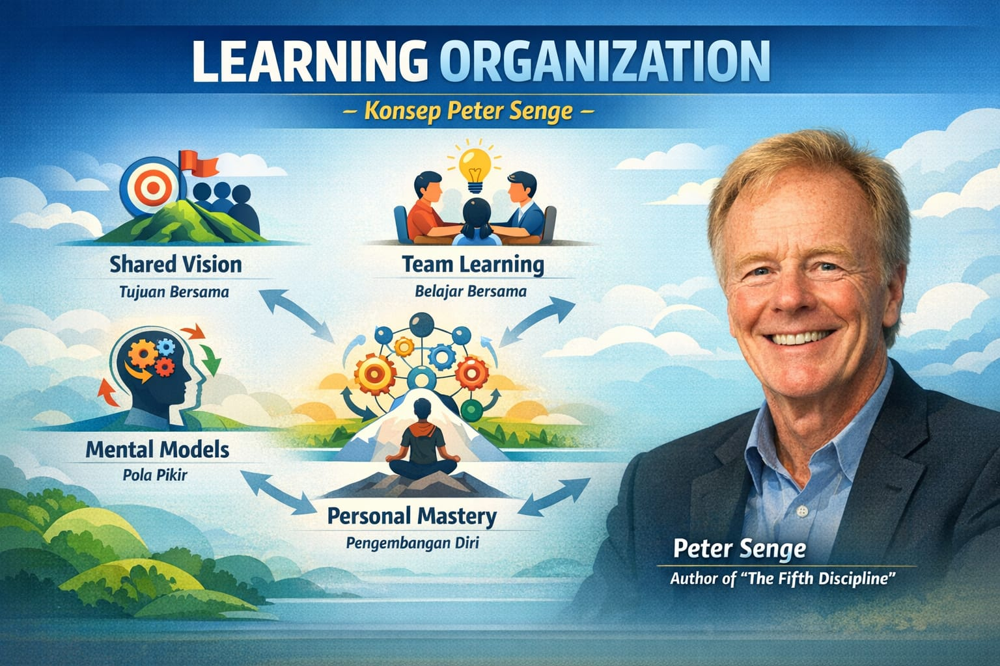 LEARNING ORGANIZATION
– Konsep Peter Senge –
Shared Vision
Tujuan Bersama
Team Learning
Belajar Bersama
Mental Models
Pola Pikir
Personal Mastery
Pengembangan Diri
Peter Senge
Author of “The Fifth Discipline”